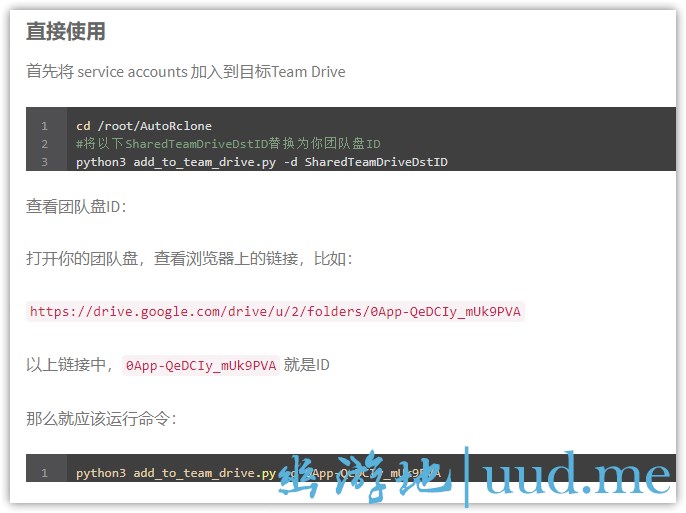 直接使用
首先将 service accounts 加入到目标Team Drive
1 cd /root/AutoRclone
2 #将以下SharedTeamDriveDstID替换为你团队盘ID
3 python3 add_to_team_drive.py -d SharedTeamDriveDstID
查看团队盘ID：
打开你的团队盘，查看浏览器上的链接，比如：
https://drive.google.com/drive/u/2/folders/0App-QeDCIy_mUk9PVA
以上链接中，0App-QeDCIy_mUk9PVA 就是ID
那么就应该运行命令：
1 python3 add_to_team_drive.py -d 0App-QeDCIy_mUk9PVA
幽游地|uud.me